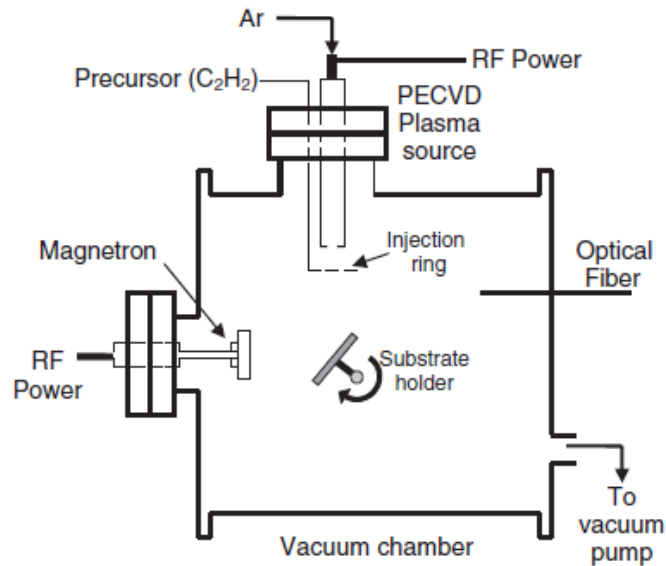 Ar
RF Power
Precursor (C₂H₂)
PECVD
Plasma
source
Magnetron
Injection
ring
Optical
Fiber
RF
Power
Substrate
holder
To
vacuum
pump
Vacuum chamber